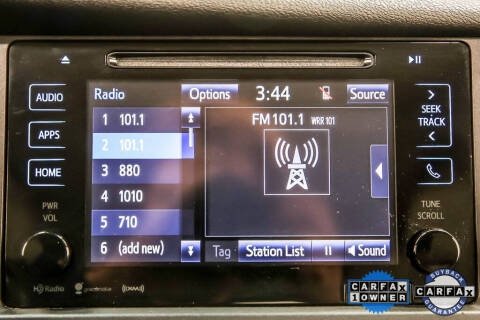 AUDIO
APPS
HOME
PWR
VOL
Radio
Options
3:44
Source
1 101.1
2 101.1
3 880
4 1010
5 710
6 (add new)
FM 101.1 WRR 101
Tag
Station List
Sound
SEEK
TRACK
TUNE
SCROLL
HD Radio
gracenote
(XM)
CARFAX
1 OWNER
BUYBACK
CARFAX
GUARANTEE